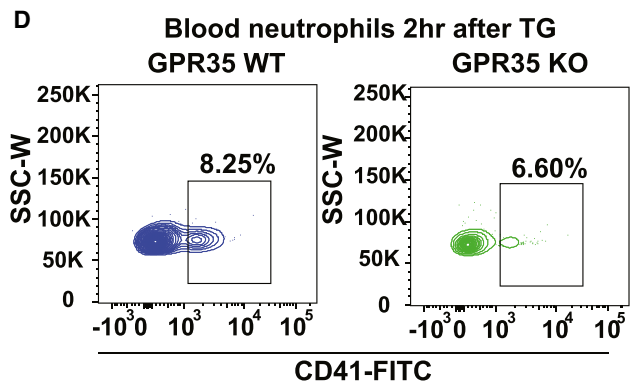 D
Blood neutrophils 2hr after TG
GPR35 WT
GPR35 KO
SSC-W
250K
200K
150K
100K
50K
0
8.25%
-10³ 0 10³ 10⁴ 10⁵
SSC-W
250K
200K
150K
100K
50K
0
6.60%
-10³ 0 10³ 10⁴ 10⁵
CD41-FITC